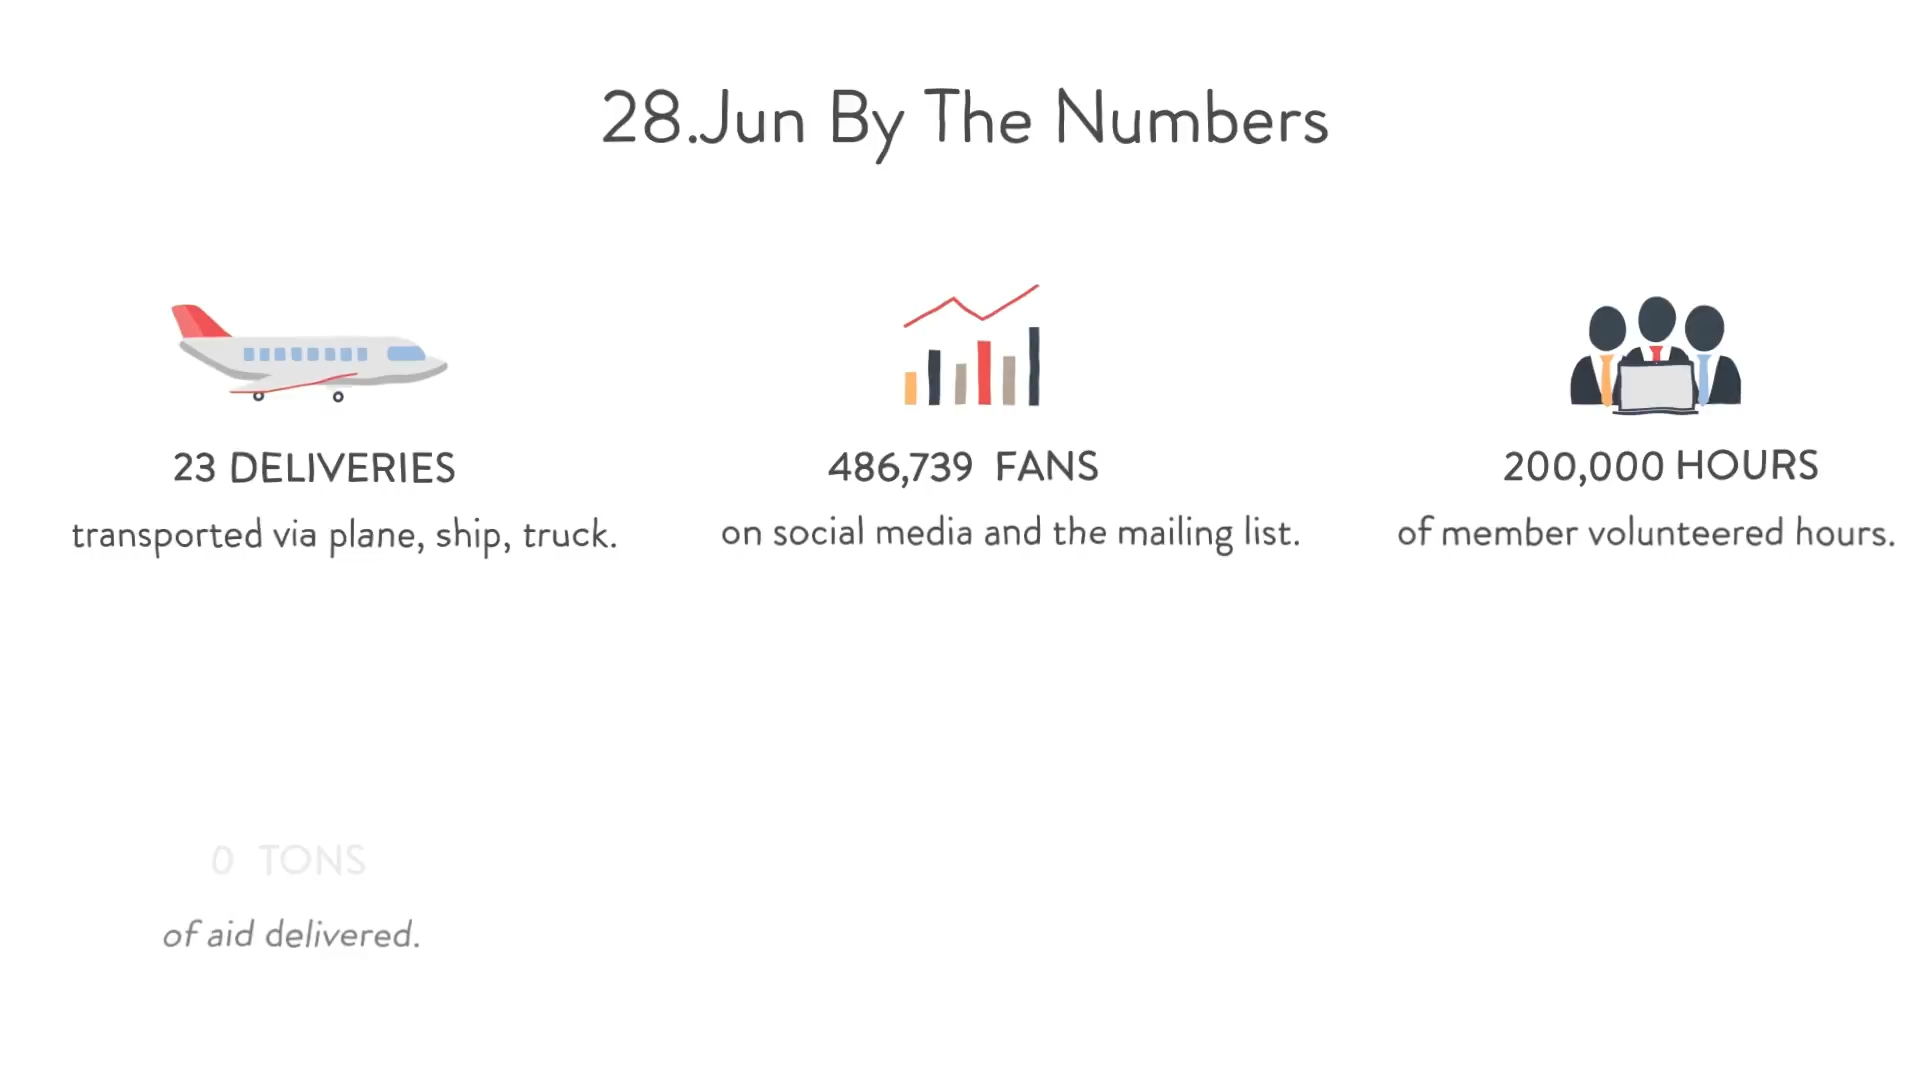 28.Jun By The Numbers
23 DELIVERIES
transported via plane, ship, truck.
486,739 FANS
on social media and the mailing list.
200,000 HOURS
of member volunteered hours.
0 TONS
of aid delivered.